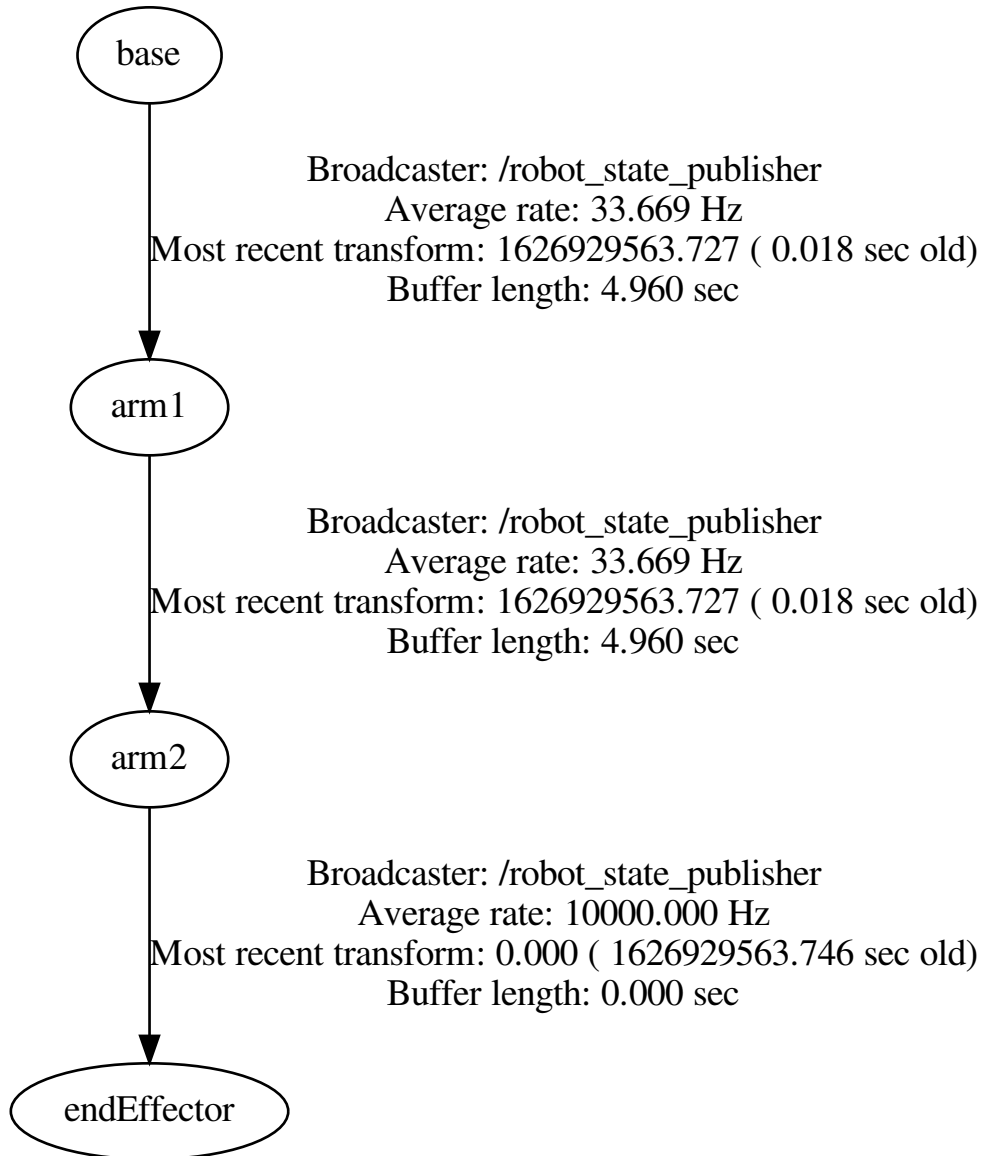 base
Broadcaster: /robot_state_publisher
Average rate: 33.669 Hz
Most recent transform: 1626929563.727 ( 0.018 sec old)
Buffer length: 4.960 sec
arm1
Broadcaster: /robot_state_publisher
Average rate: 33.669 Hz
Most recent transform: 1626929563.727 ( 0.018 sec old)
Buffer length: 4.960 sec
arm2
Broadcaster: /robot_state_publisher
Average rate: 10000.000 Hz
Most recent transform: 0.000 ( 1626929563.746 sec old)
Buffer length: 0.000 sec
endEffector